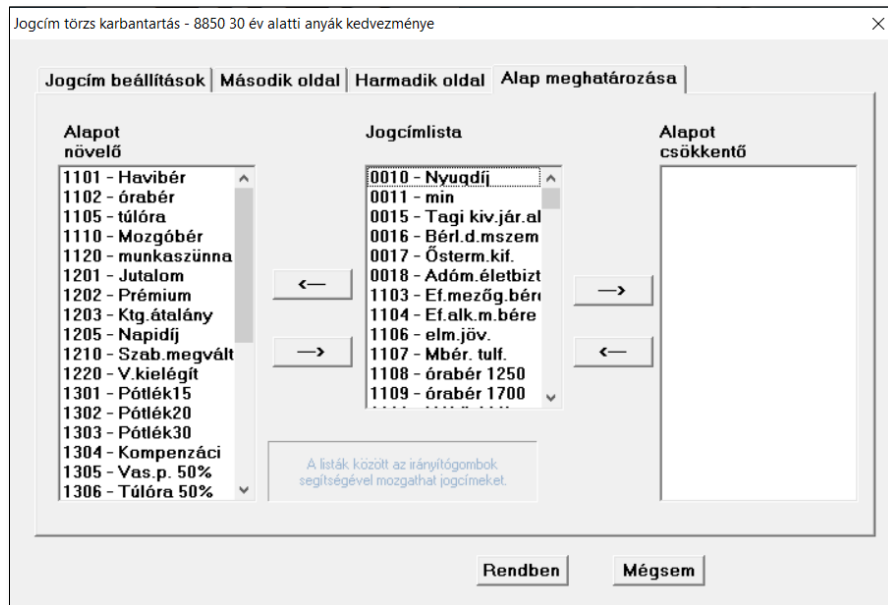 Jogcím törzs karbantartás - 8850 30 év alatti anyák kedvezménye
Jogcím beállítások
Második oldal
Harmadik oldal
Alap meghatározása
Alapot
növelő
1101 - Havibér
1102 - órabér
1105 - túlóra
1110 - Mozgóbér
1120 - munkaszünna
1201 - Jutalom
1202 - Prémium
1203 - Ktg.átalány
1205 - Napidíj
1210 - Szab.megvált
1220 - V.kielégít
1301 - Pótlék15
1302 - Pótlék20
1303 - Pótlék30
1304 - Kompenzáci
1305 - Vas.p. 50%
1306 - Túlóra 50%
Jogcímlista
0010 - Nyugdíj
0011 - min
0015 - Tagi kiv.jár.al
0016 - Bérl.d.mszem
0017 - Ősterm.kif.
0018 - Adóm.életbizt
1103 - Ef.mezőg.bére
1104 - Ef.alk.m.bére
1106 - elm.jöv.
1107 - Mbér. tulf.
1108 - órabér 1250
1109 - órabér 1700
A listák között az irányítógombok
segítségével mozgathat jogcímeket.
Alapot
csökkentő
Rendben
Mégsem